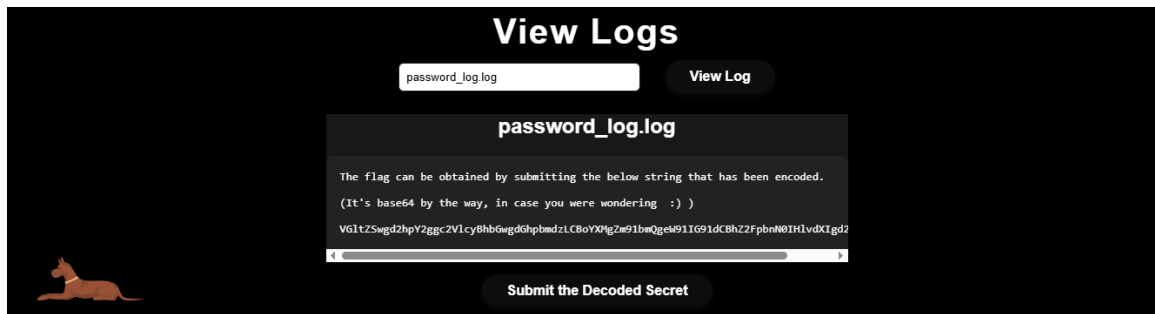 View Logs
password_log.log
View Log
password_log.log
The flag can be obtained by submitting the below string that has been encoded.
(It's base64 by the way, in case you were wondering :) )
VGltZSwgd2hpY2ggc2VlcyBhbGwgdGhpbmdzLCBoYXMgZm91bmQgeW91IG91dCBhZ2FpbnN0IHlvdXIgd2
Submit the Decoded Secret